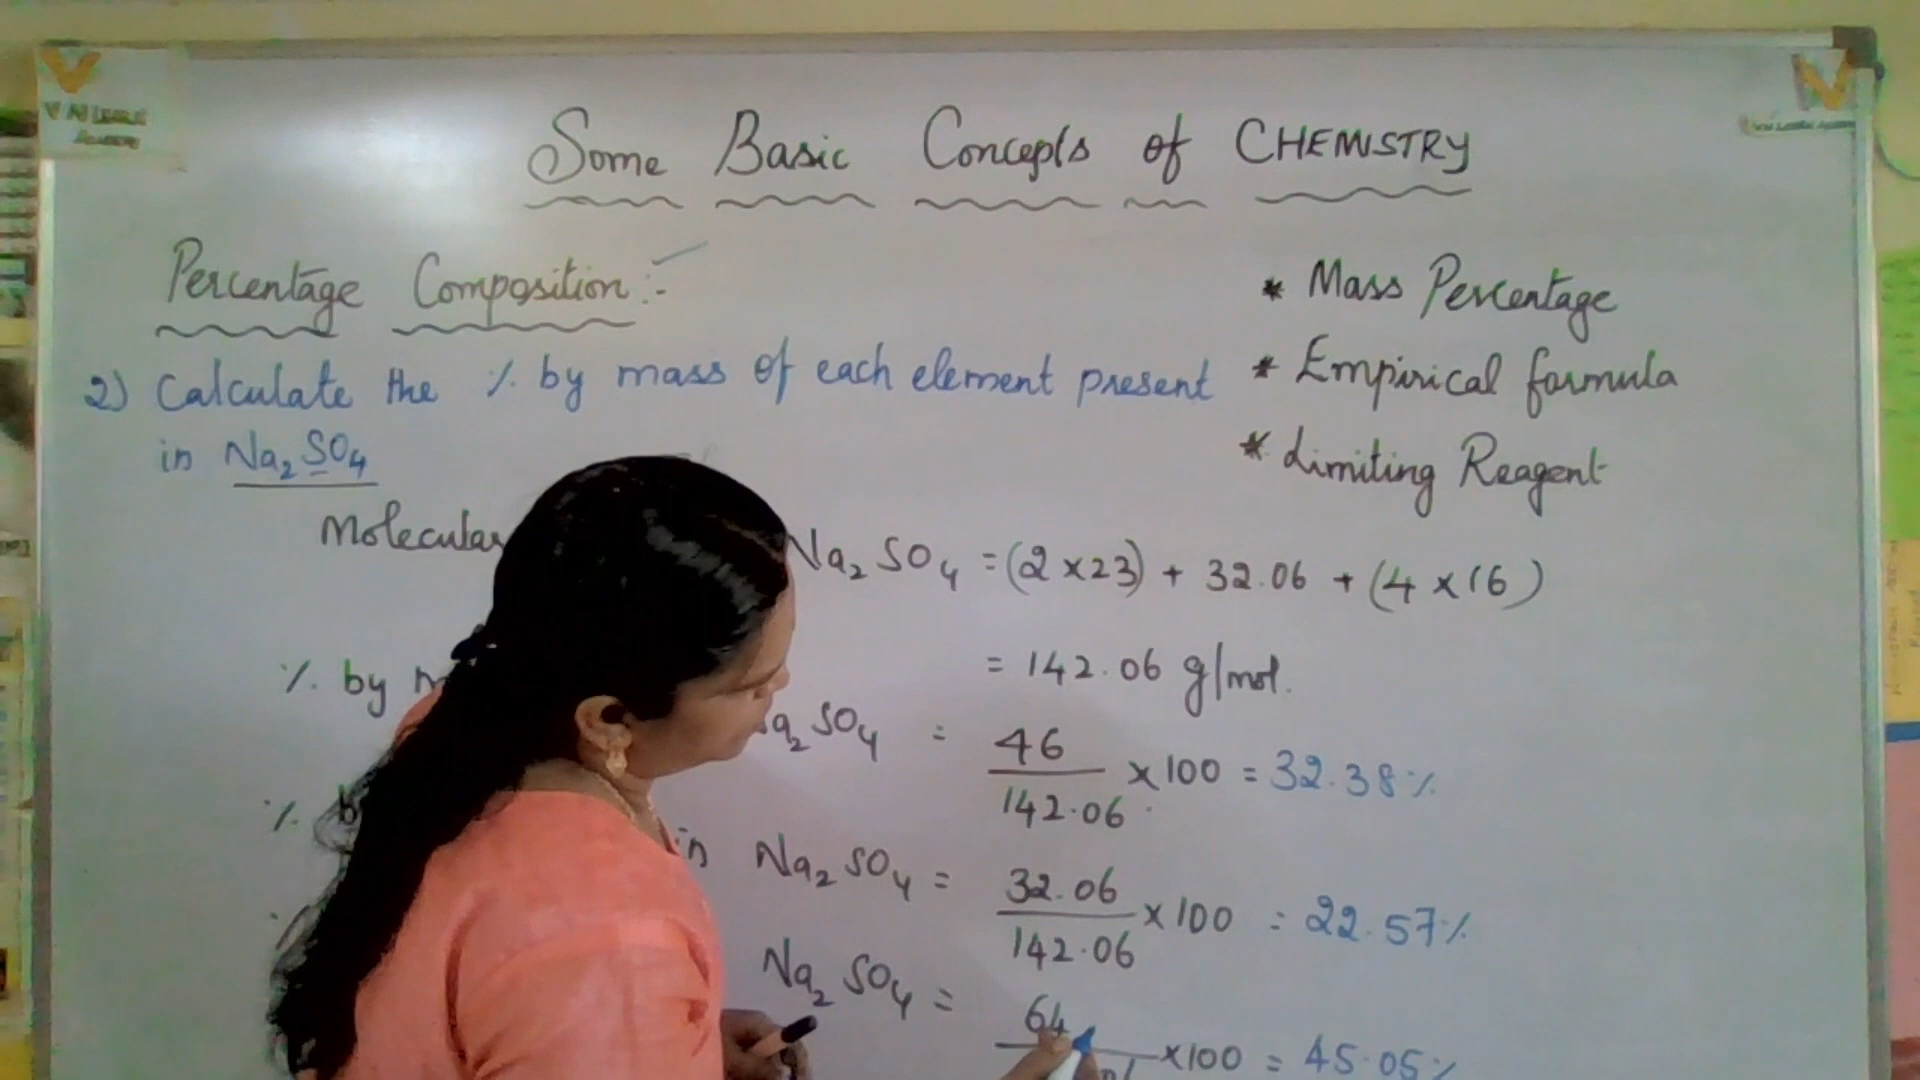 Some Basic Concepts of CHEMISTRY
Percentage Composition:-
* Mass Percentage
* Empirical formula
* Limiting Reagent
2) Calculate the % by mass of each element present
in Na₂SO₄
Molecular Na₂SO₄ = (2 × 23) + 32.06 + (4 × 16)
= 142.06 g/mol.
% by
SO₄ = 46/142.06 × 100 = 32.38%
% in Na₂SO₄ = 32.06/142.06 × 100 = 22.57%
Na₂SO₄ = 64 × 100 = 45.05%